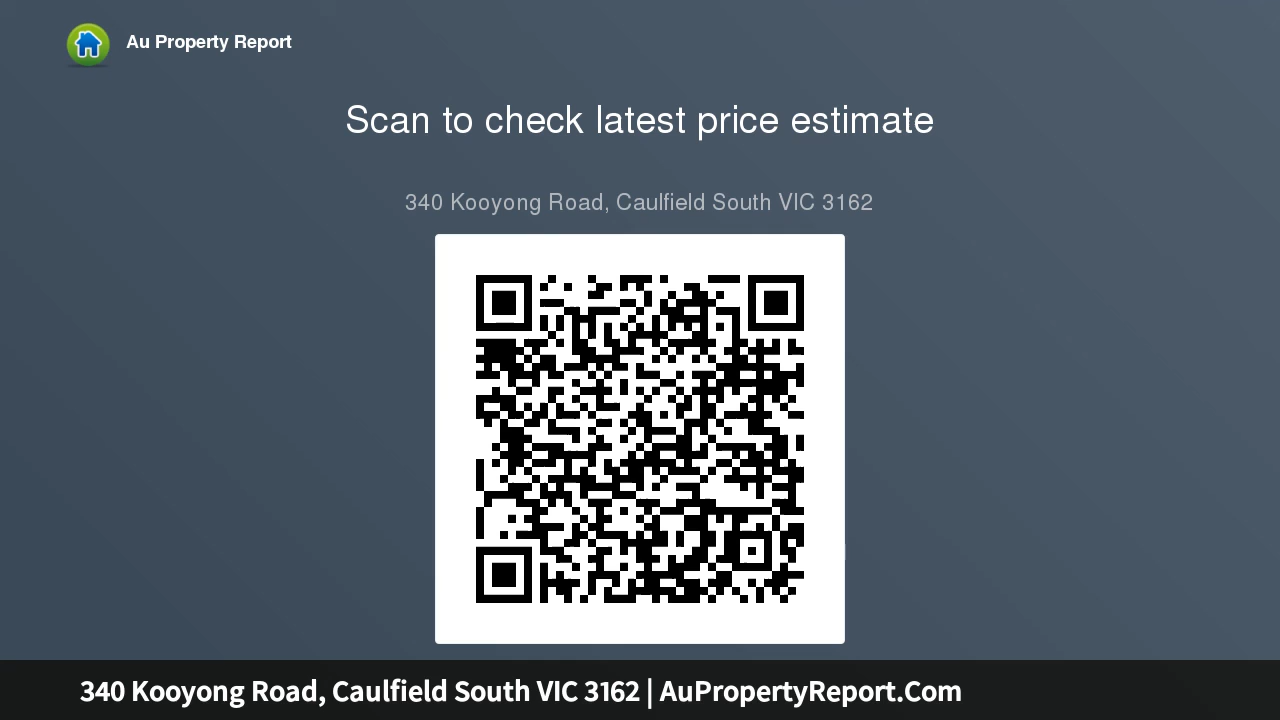 Au Property Report
Scan to check latest price estimate
340 Kooyong Road, Caulfield South VIC 3162
340 Kooyong Road, Caulfield South VIC 3162 | AuPropertyReport.Com